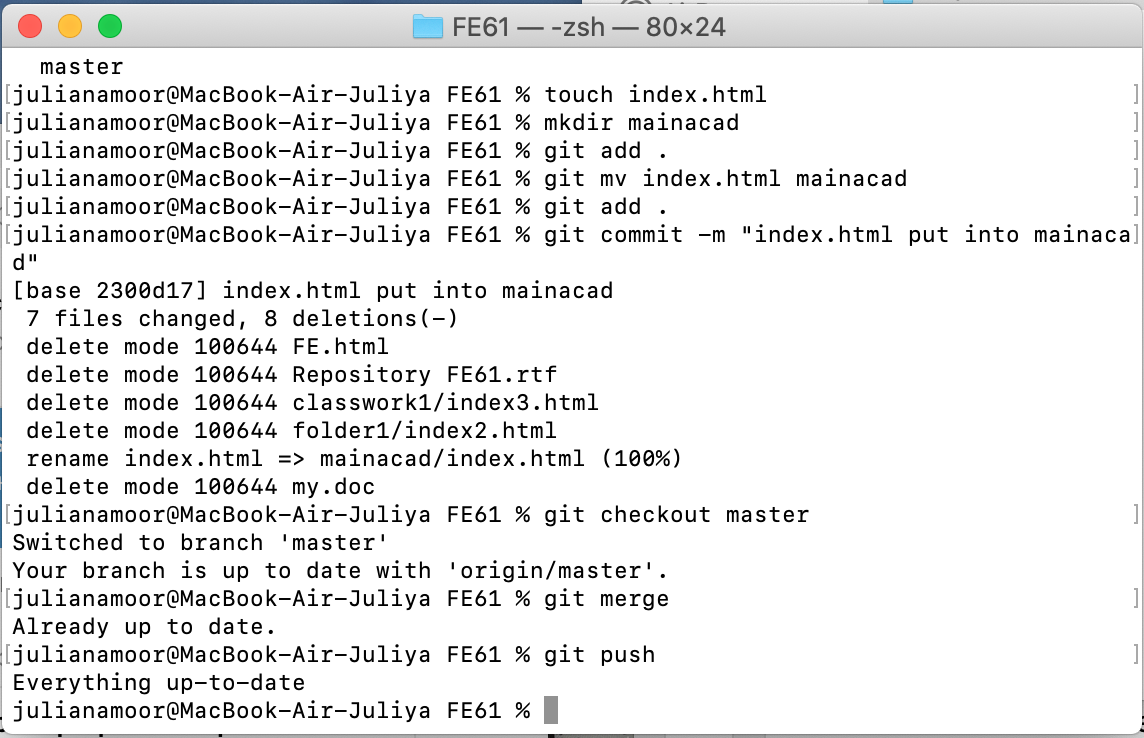 FE61 — -zsh — 80×24
master
[julianamoor@MacBook-Air-Juliya FE61 % touch index.html ]
[julianamoor@MacBook-Air-Juliya FE61 % mkdir mainacad ]
[julianamoor@MacBook-Air-Juliya FE61 % git add . ]
[julianamoor@MacBook-Air-Juliya FE61 % git mv index.html mainacad ]
[julianamoor@MacBook-Air-Juliya FE61 % git add . ]
[julianamoor@MacBook-Air-Juliya FE61 % git commit -m "index.html put into mainaca]
d"
[base 2300d17] index.html put into mainacad
7 files changed, 8 deletions(-)
delete mode 100644 FE.html
delete mode 100644 Repository FE61.rtf
delete mode 100644 classwork1/index3.html
delete mode 100644 folder1/index2.html
rename index.html => mainacad/index.html (100%)
delete mode 100644 my.doc
[julianamoor@MacBook-Air-Juliya FE61 % git checkout master ]
Switched to branch 'master'
Your branch is up to date with 'origin/master'.
[julianamoor@MacBook-Air-Juliya FE61 % git merge ]
Already up to date.
[julianamoor@MacBook-Air-Juliya FE61 % git push ]
Everything up-to-date
julianamoor@MacBook-Air-Juliya FE61 %